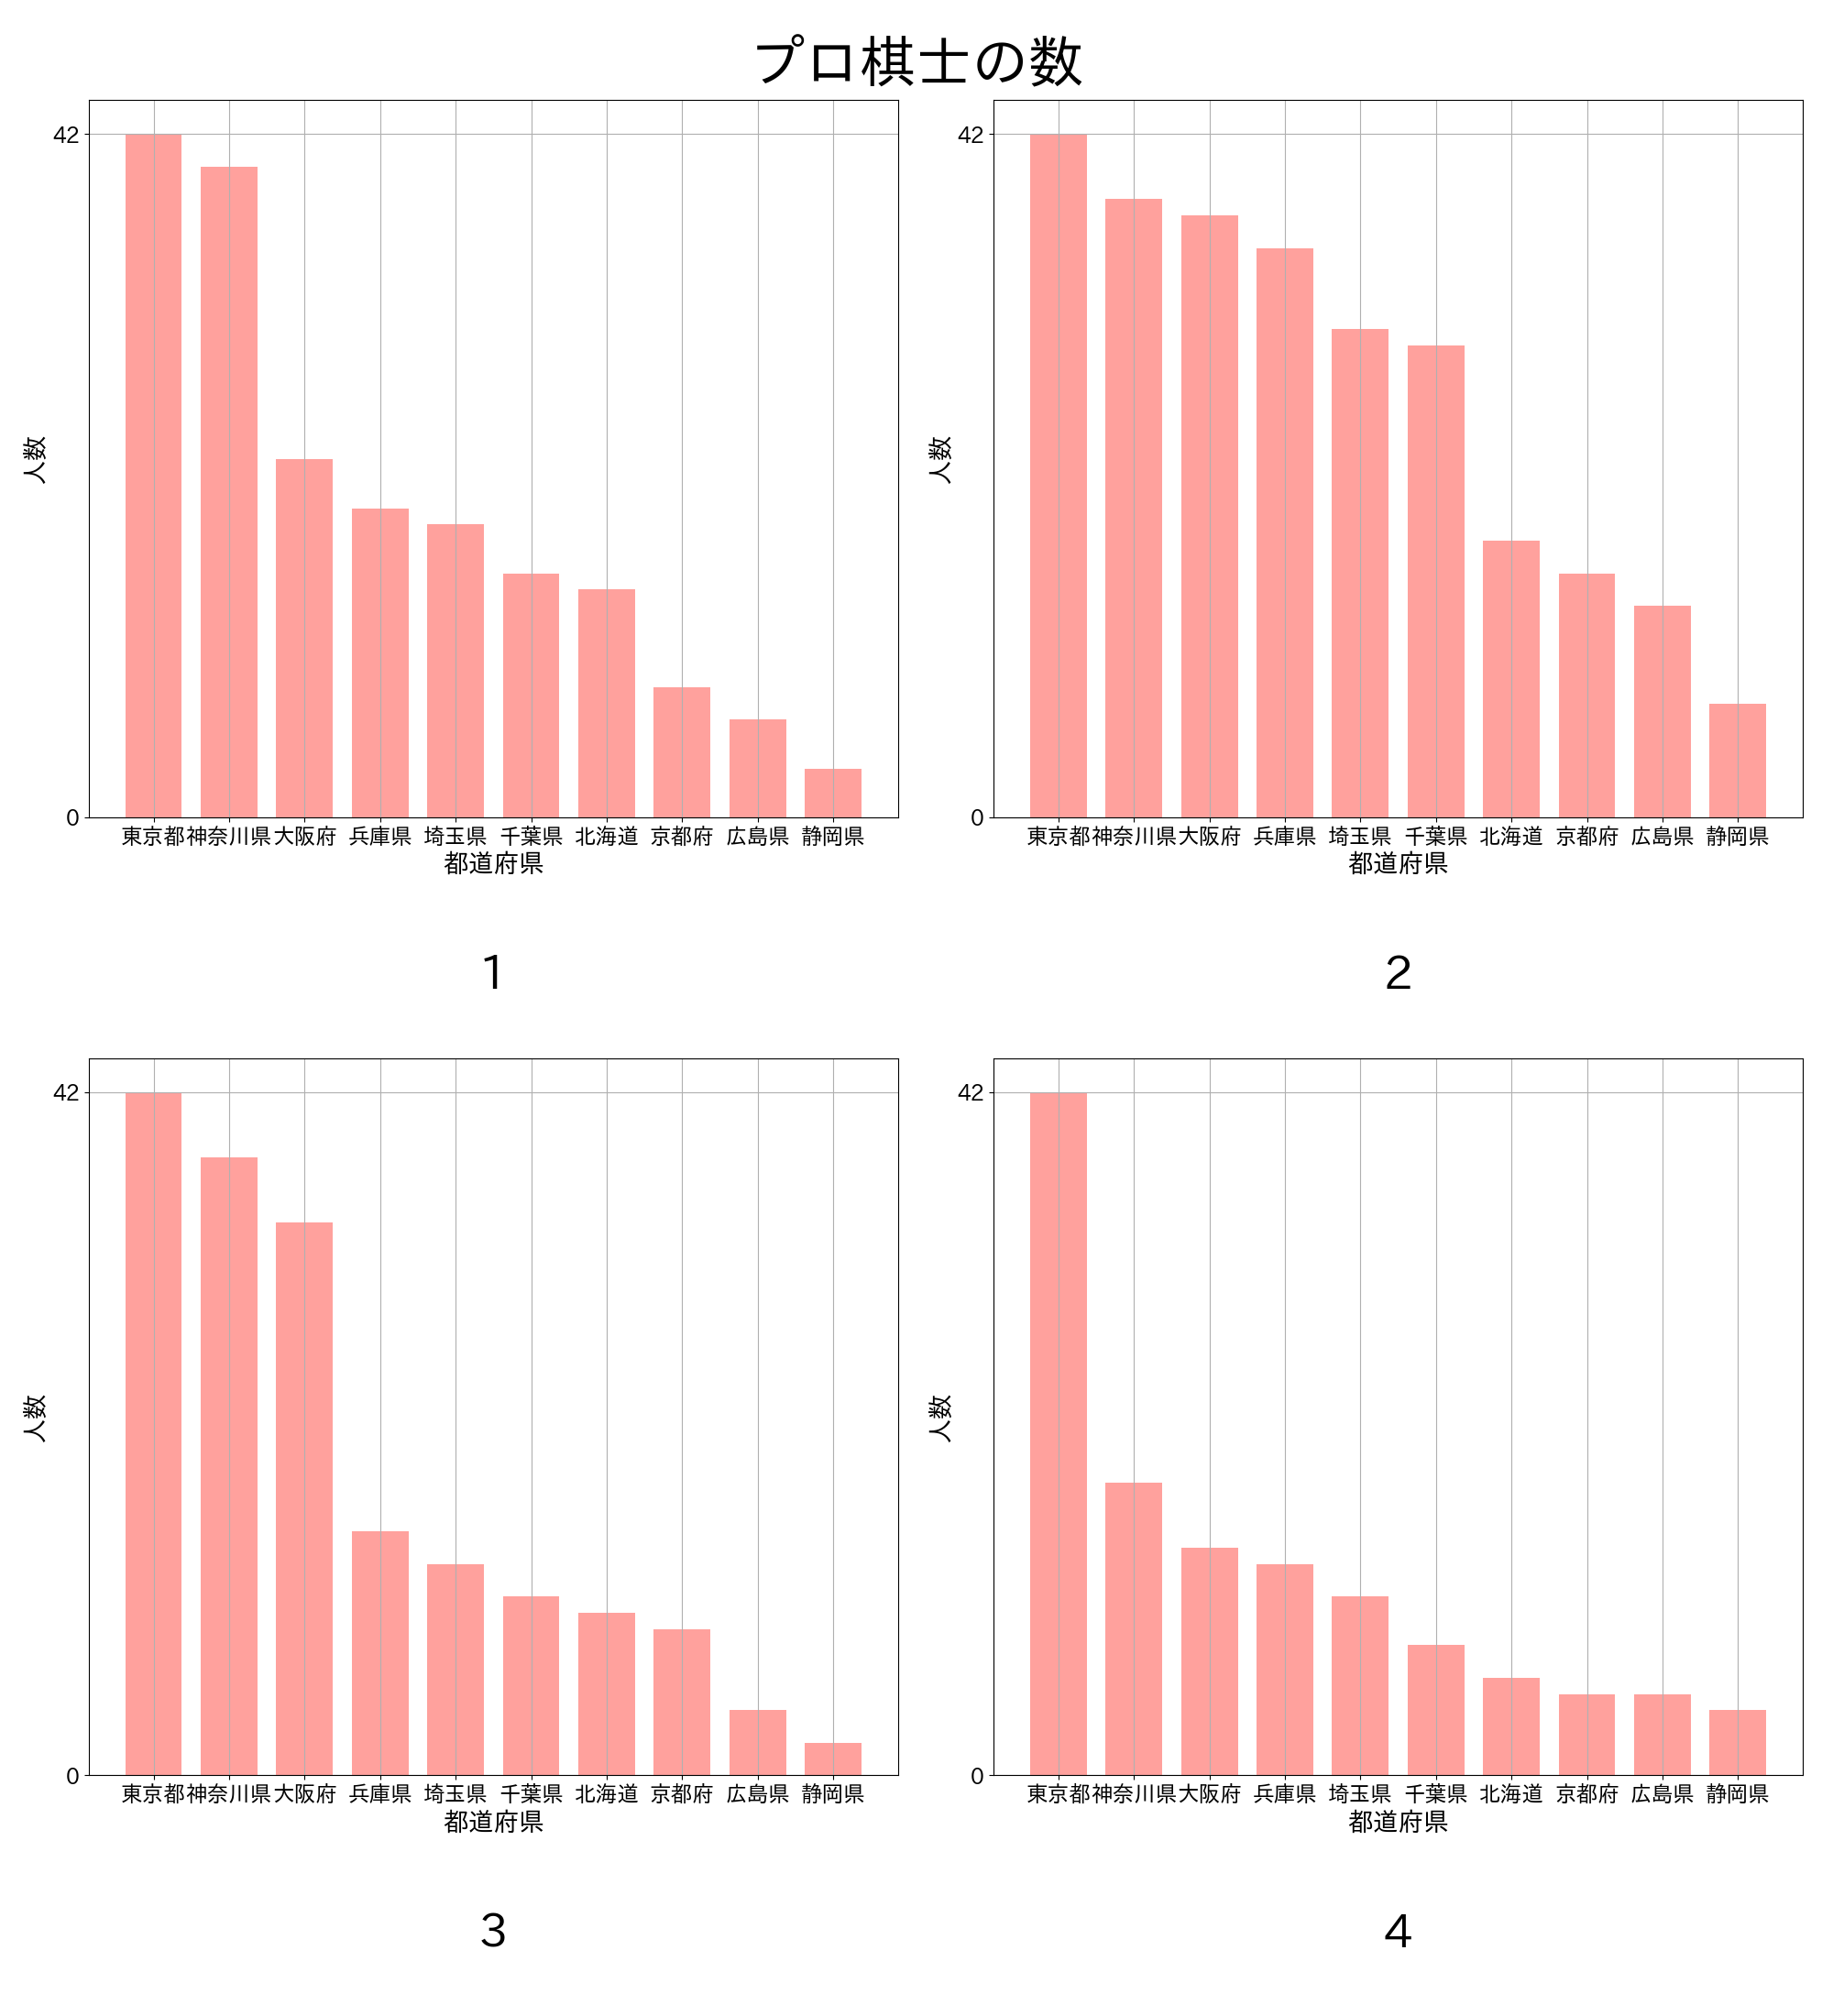 プロ棋士の数
42
0
人数
東京都 神奈川県 大阪府 兵庫県 埼玉県 千葉県 北海道 京都府 広島県 静岡県
都道府県
1
42
0
人数
東京都 神奈川県 大阪府 兵庫県 埼玉県 千葉県 北海道 京都府 広島県 静岡県
都道府県
2
42
0
人数
東京都 神奈川県 大阪府 兵庫県 埼玉県 千葉県 北海道 京都府 広島県 静岡県
都道府県
3
42
0
人数
東京都 神奈川県 大阪府 兵庫県 埼玉県 千葉県 北海道 京都府 広島県 静岡県
都道府県
4